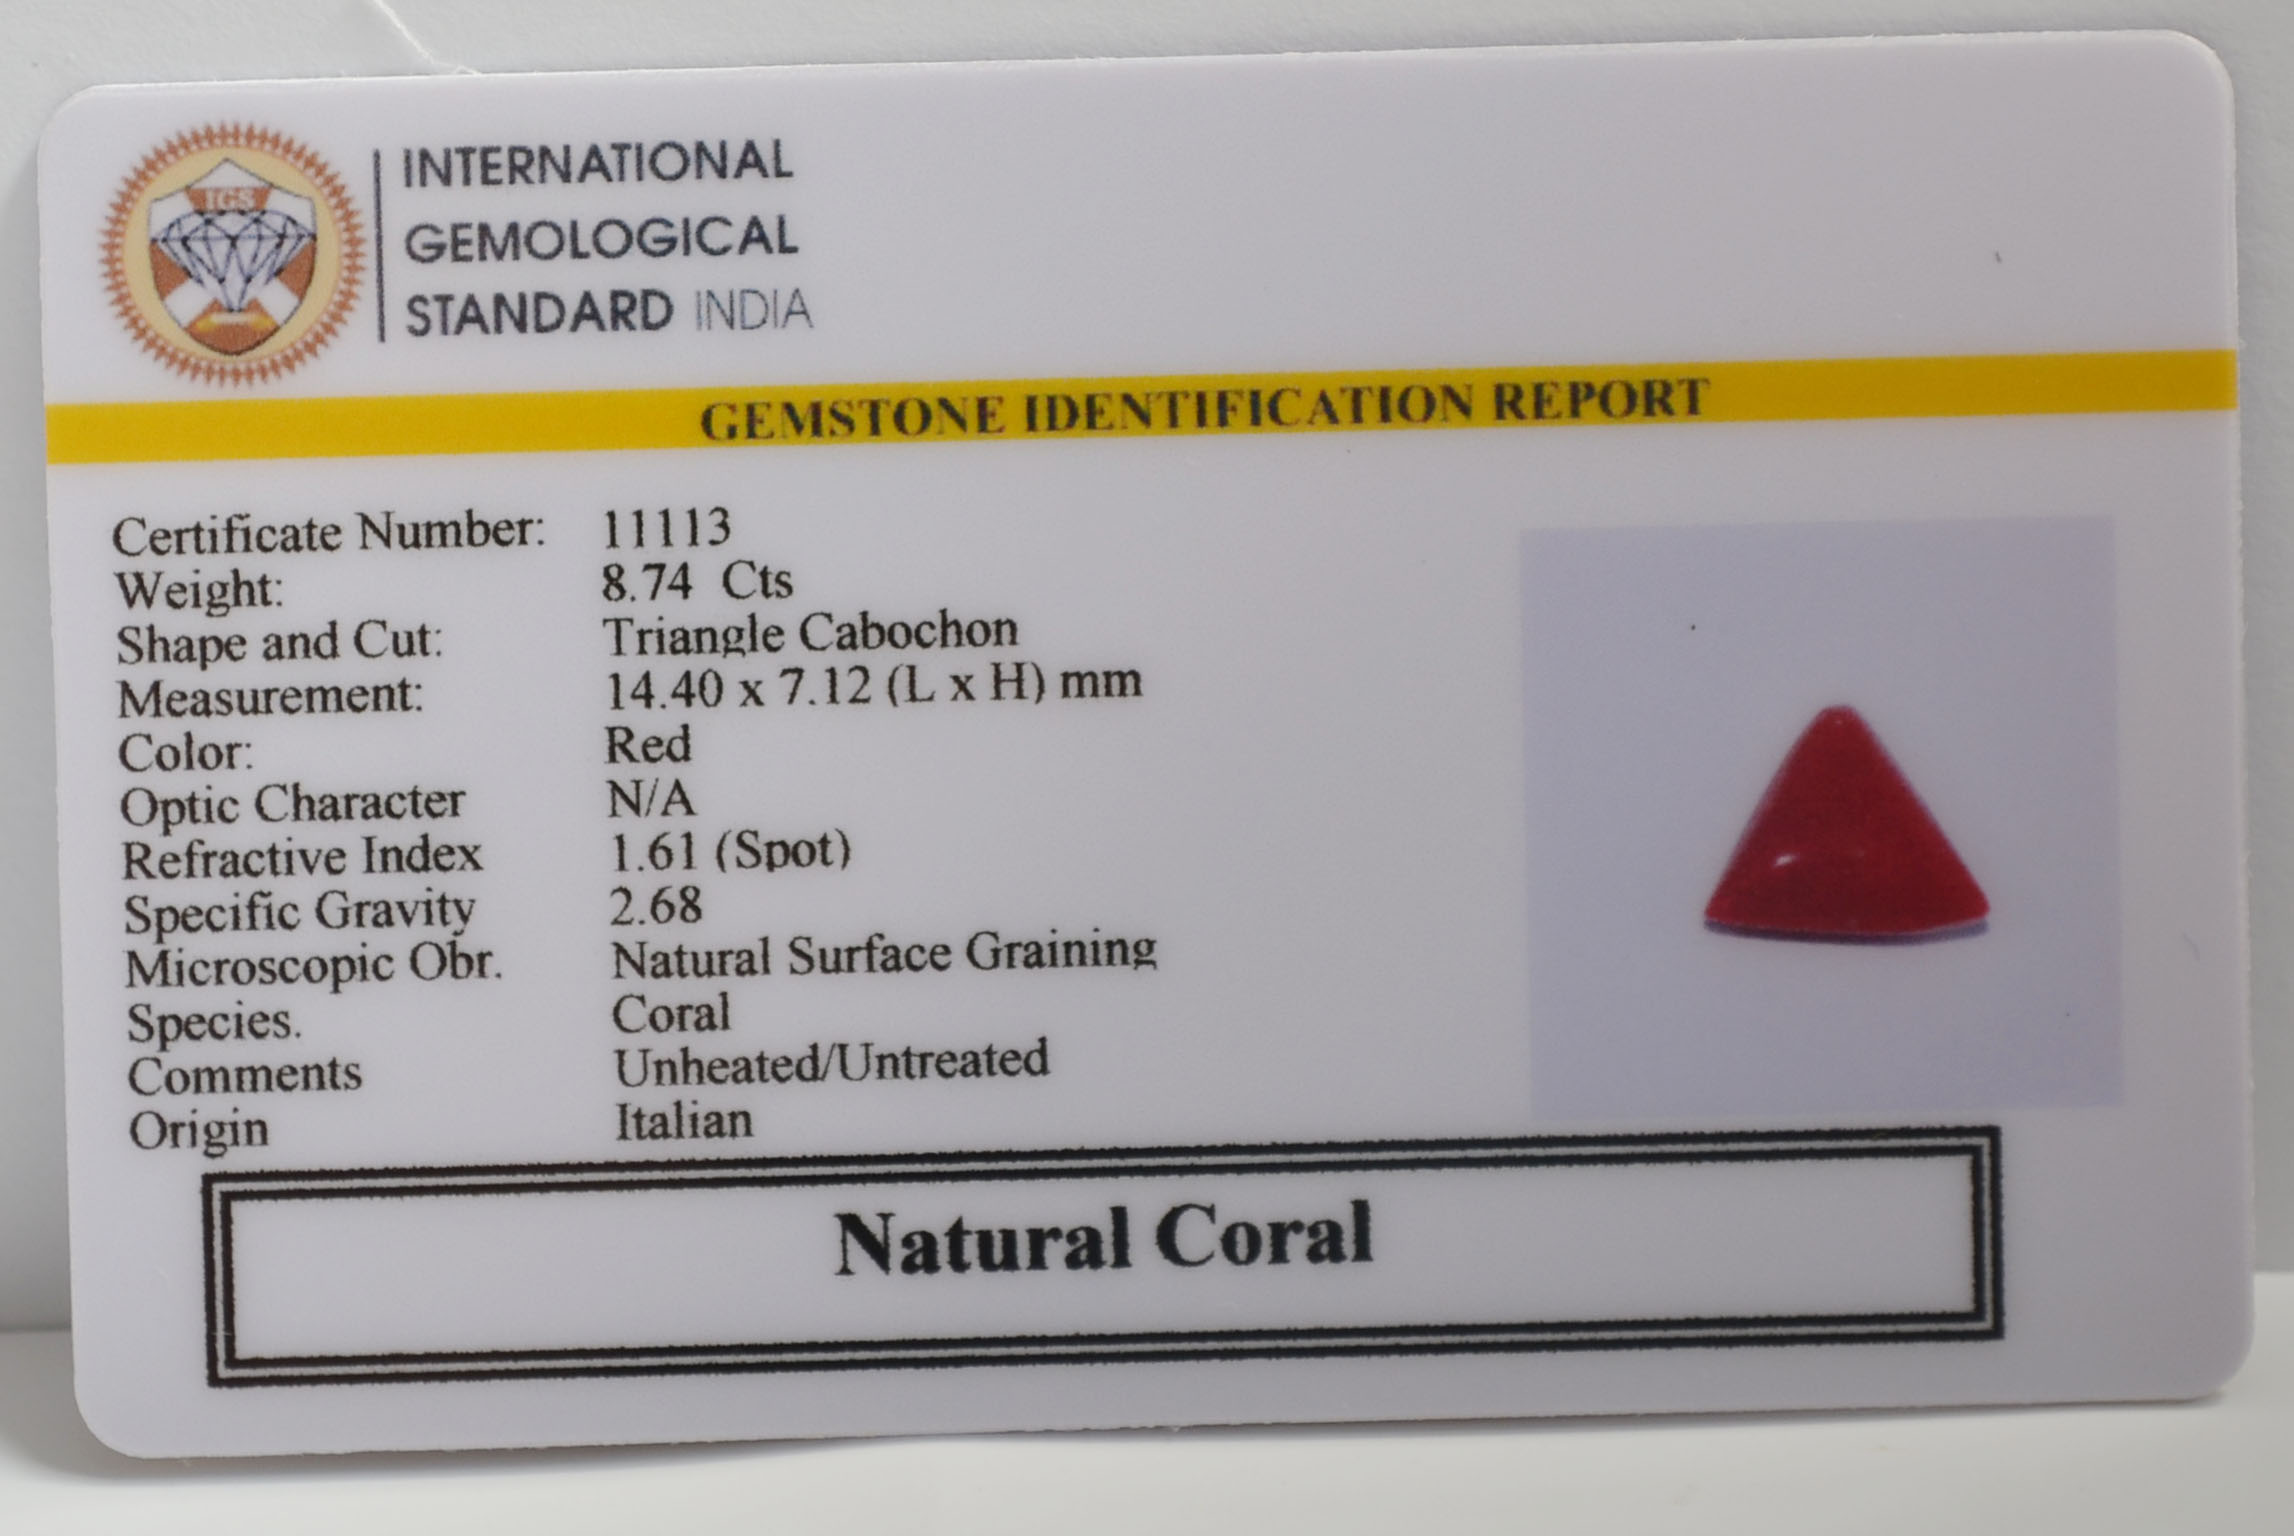 IGS
INTERNATIONAL
GEMOLOGICAL
STANDARD INDIA
GEMSTONE IDENTIFICATION REPORT
Certificate Number: 11113
Weight: 8.74 Cts
Shape and Cut: Triangle Cabochon
Measurement: 14.40 x 7.12 (L x H) mm
Color: Red
Optic Character N/A
Refractive Index 1.61 (Spot)
Specific Gravity 2.68
Microscopic Obr. Natural Surface Graining
Species. Coral
Comments Unheated/Untreated
Origin Italian
Natural Coral